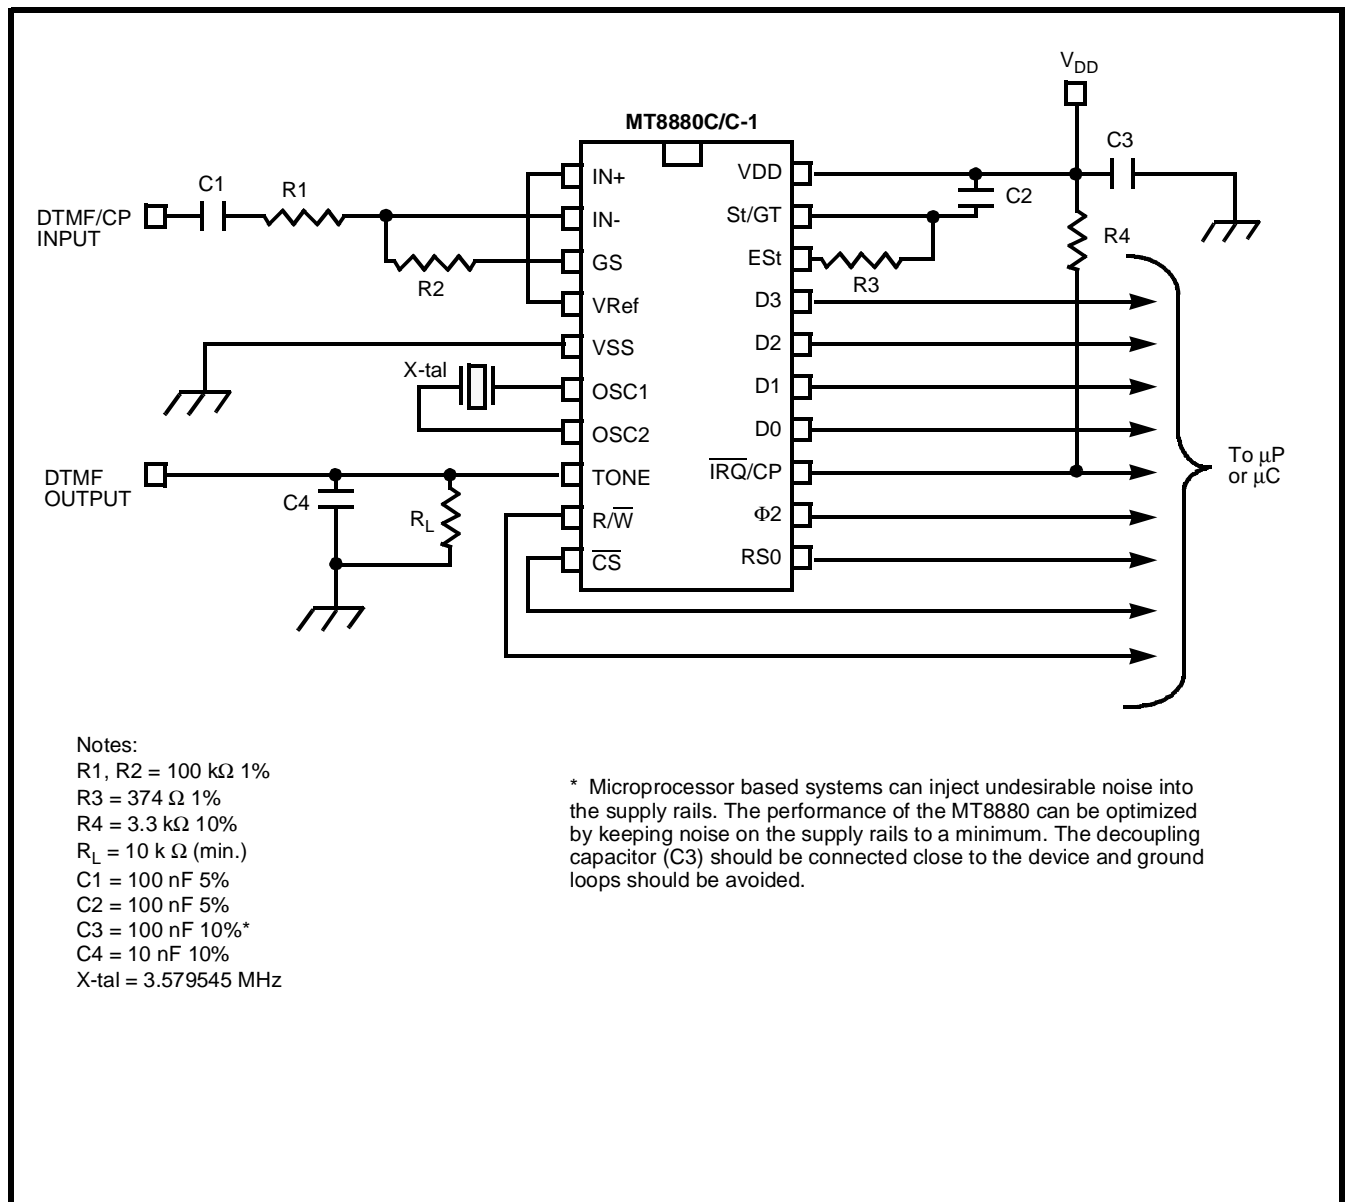 V_DD
MT8880C/C-1
C3
C1
R1
DTMF/CP
INPUT
R2
IN+
IN-
GS
VRef
VSS
OSC1
OSC2
TONE
R/W̅
C̅S̅
VDD
St/GT
ESt
D3
D2
D1
D0
I̅R̅Q̅/CP
Φ2
RS0
C2
R4
R3
X-tal
DTMF
OUTPUT
C4
R_L
To μP
or μC
Notes:
R1, R2 = 100 kΩ 1%
R3 = 374 Ω 1%
R4 = 3.3 kΩ 10%
R_L = 10 k Ω (min.)
C1 = 100 nF 5%
C2 = 100 nF 5%
C3 = 100 nF 10%*
C4 = 10 nF 10%
X-tal = 3.579545 MHz
* Microprocessor based systems can inject undesirable noise into
the supply rails. The performance of the MT8880 can be optimized
by keeping noise on the supply rails to a minimum. The decoupling
capacitor (C3) should be connected close to the device and ground
loops should be avoided.